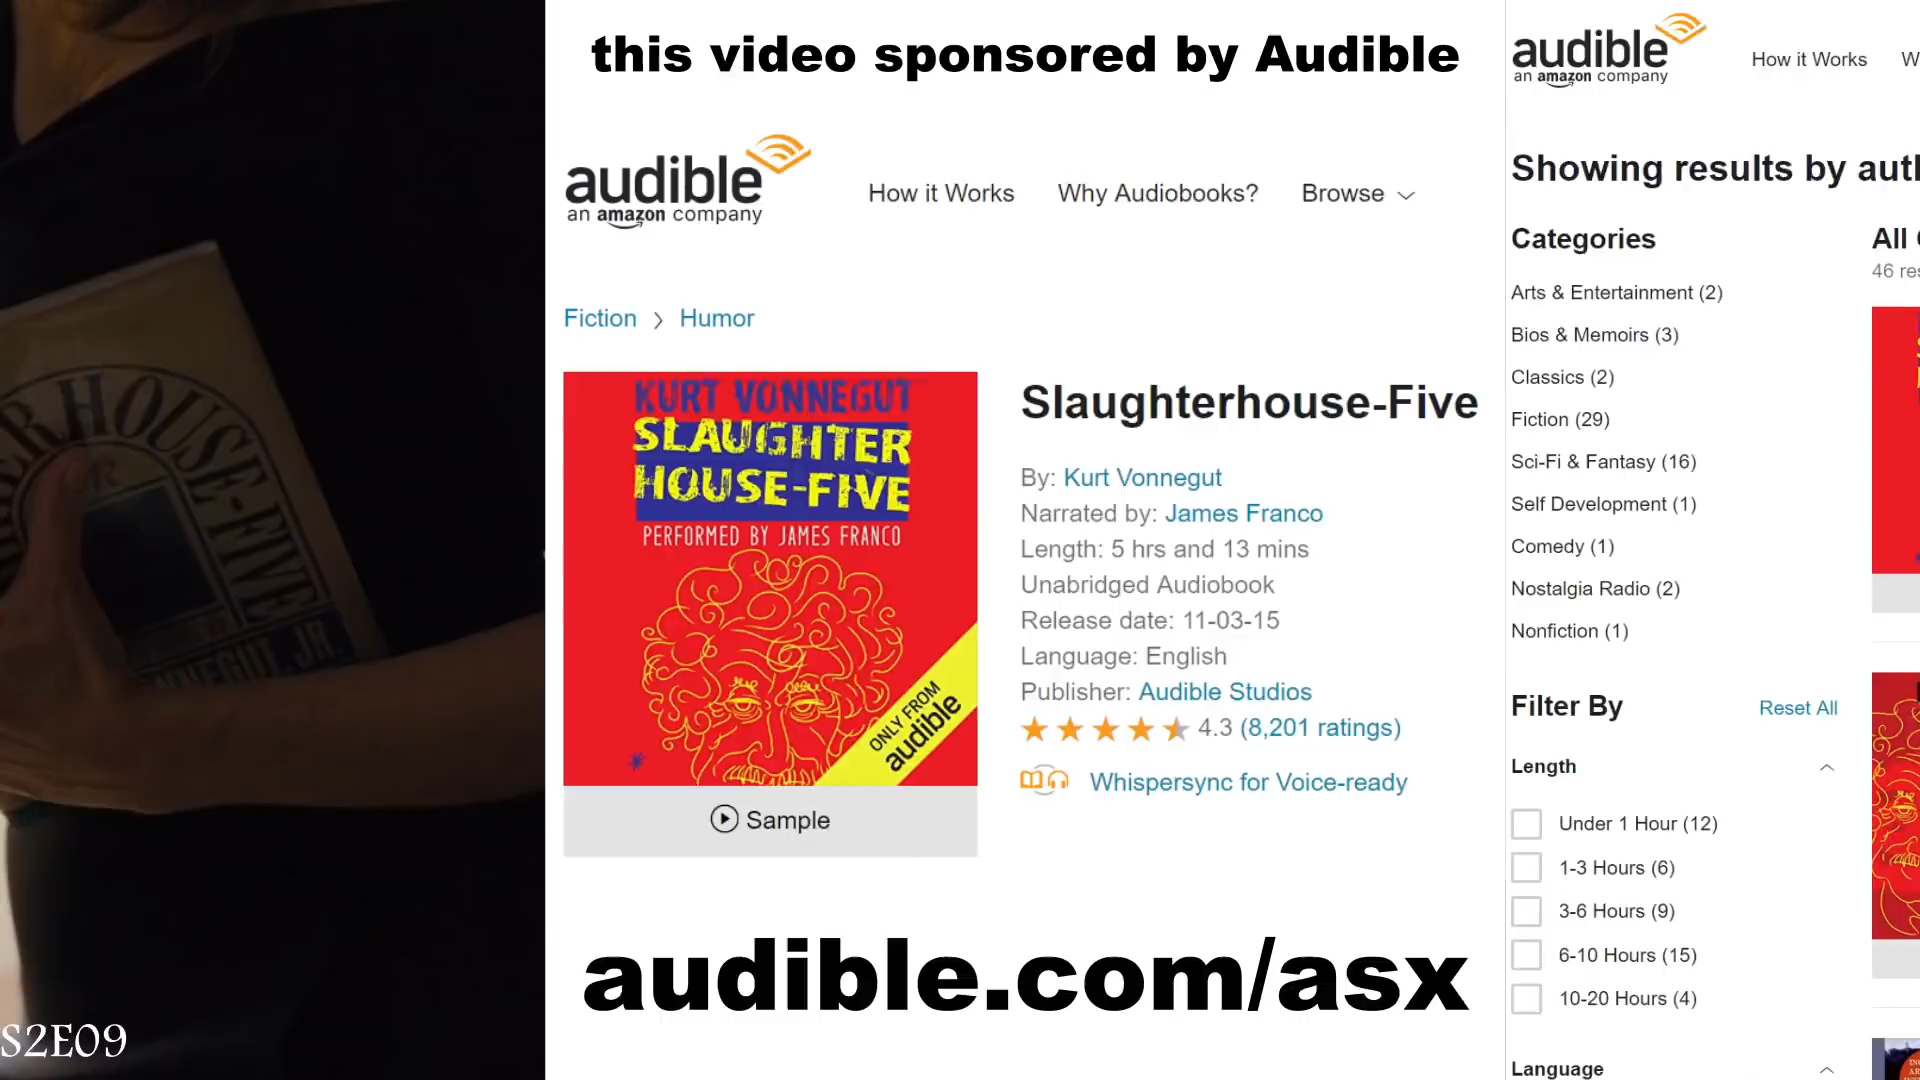 this video sponsored by Audible
audible
an amazon company
How it Works
Why Audiobooks?
Browse
Fiction > Humor
KURT VONNEGUT
SLAUGHTER
HOUSE-FIVE
PERFORMED BY JAMES FRANCO
ONLY FROM
audible
Sample
Slaughterhouse-Five
By: Kurt Vonnegut
Narrated by: James Franco
Length: 5 hrs and 13 mins
Unabridged Audiobook
Release date: 11-03-15
Language: English
Publisher: Audible Studios
4.3 (8,201 ratings)
Whispersync for Voice-ready
audible.com/asx
audible
an amazon company
How it Works
Showing results by
Categories
Arts & Entertainment (2)
Bios & Memoirs (3)
Classics (2)
Fiction (29)
Sci-Fi & Fantasy (16)
Self Development (1)
Comedy (1)
Nostalgia Radio (2)
Nonfiction (1)
Filter By
Reset All
Length
Under 1 Hour (12)
1-3 Hours (6)
3-6 Hours (9)
6-10 Hours (15)
10-20 Hours (4)
Language
All
46
HOUSE-FIVE
JR.
S2E09